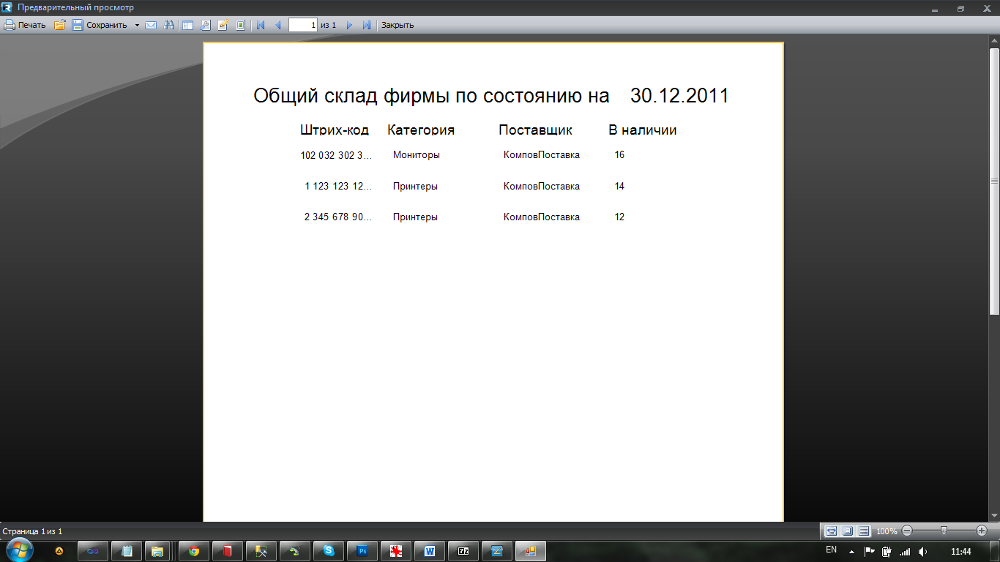 Предварительный просмотр
Печать Сохранить 1 из 1 Закрыть
Общий склад фирмы по состоянию на 30.12.2011
Штрих-код Категория Поставщик В наличии
102 032 302 3... Мониторы КомповПоставка 16
1 123 123 12... Принтеры КомповПоставка 14
2 345 678 90... Принтеры КомповПоставка 12
Страница 1 из 1 100%
Ps W 7z EN 11:44